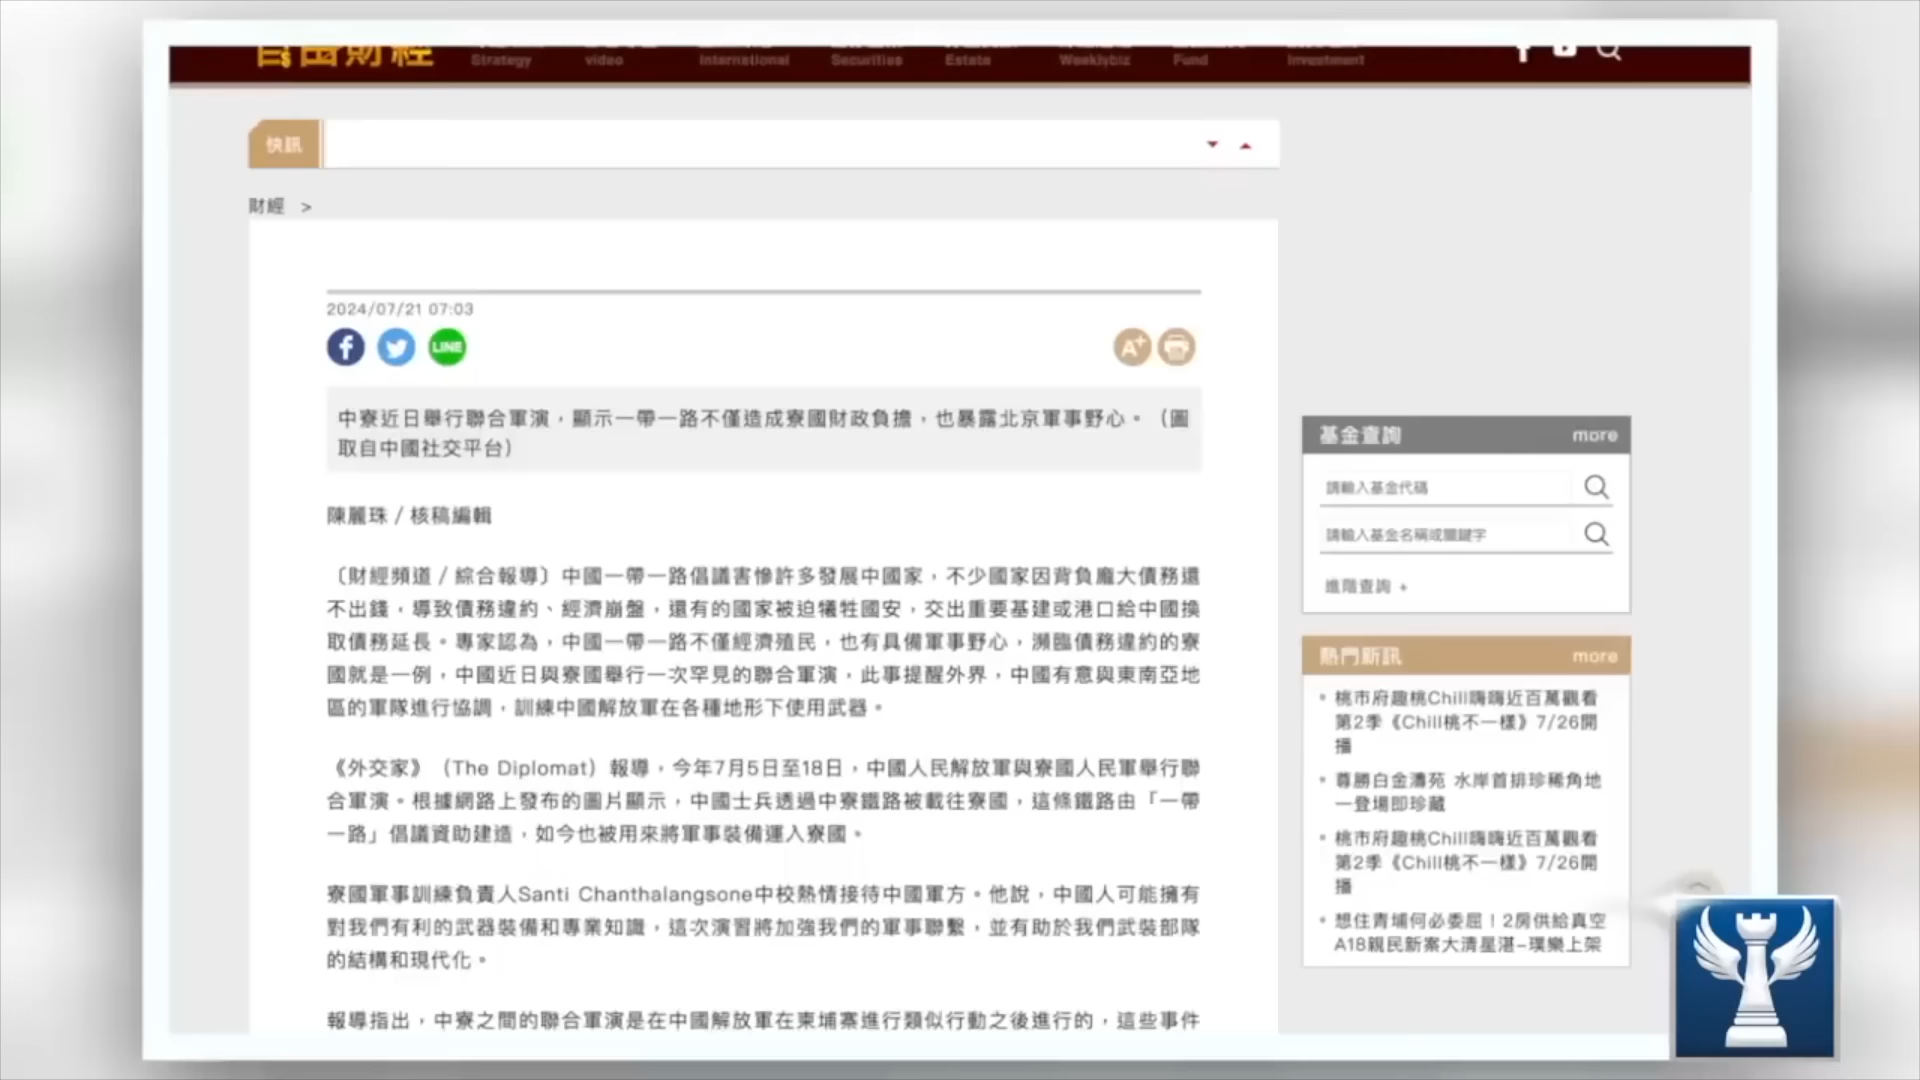 自由財經
Strategy video International Securities Estate Weeklybiz Fund Investment
快訊
財經 >
2024/07/21 07:03
LINE
A+
中寮近日舉行聯合軍演，顯示一帶一路不僅造成寮國財政負擔，也暴露北京軍事野心。（圖
取自中國社交平台）
陳麗珠 / 核稿編輯
〔財經頻道 / 綜合報導〕中國一帶一路倡議害慘許多發展中國家，不少國家因背負龐大債務還
不出錢，導致債務違約、經濟崩盤，還有的國家被迫犧牲國安，交出重要基建或港口給中國換
取債務延長。專家認為，中國一帶一路不僅經濟殖民，也有具備軍事野心，瀕臨債務違約的寮
國就是一例，中國近日與寮國舉行一次罕見的聯合軍演，此事提醒外界，中國有意與東南亞地
區的軍隊進行協調，訓練中國解放軍在各種地形下使用武器。
《外交家》（The Diplomat）報導，今年7月5日至18日，中國人民解放軍與寮國人民軍舉行聯
合軍演。根據網路上發布的圖片顯示，中國士兵透過中寮鐵路被載往寮國，這條鐵路由「一帶
一路」倡議資助建造，如今也被用來將軍事裝備運入寮國。
寮國軍事訓練負責人Santi Chanthalangsone中校熱情接待中國軍方。他說，中國人可能擁有
對我們有利的武器裝備和專業知識，這次演習將加強我們的軍事聯繫，並有助於我們武裝部隊
的結構和現代化。
報導指出，中寮之間的聯合軍演是在中國解放軍在柬埔寨進行類似行動之後進行的，這些事件
基金查詢 more
請輸入基金代碼
請輸入基金名稱或關鍵字
進階查詢 +
熱門新訊 more
桃市府趣桃Chill嗨嗨近百萬觀看
第2季《Chill桃不一樣》7/26開
播
尊勝白金濤苑 水岸首排珍稀角地
一登場即珍藏
桃市府趣桃Chill嗨嗨近百萬觀看
第2季《Chill桃不一樣》7/26開
播
想住青埔何必委屈！2房供給真空
A18親民新案大清星湛-璞樂上架